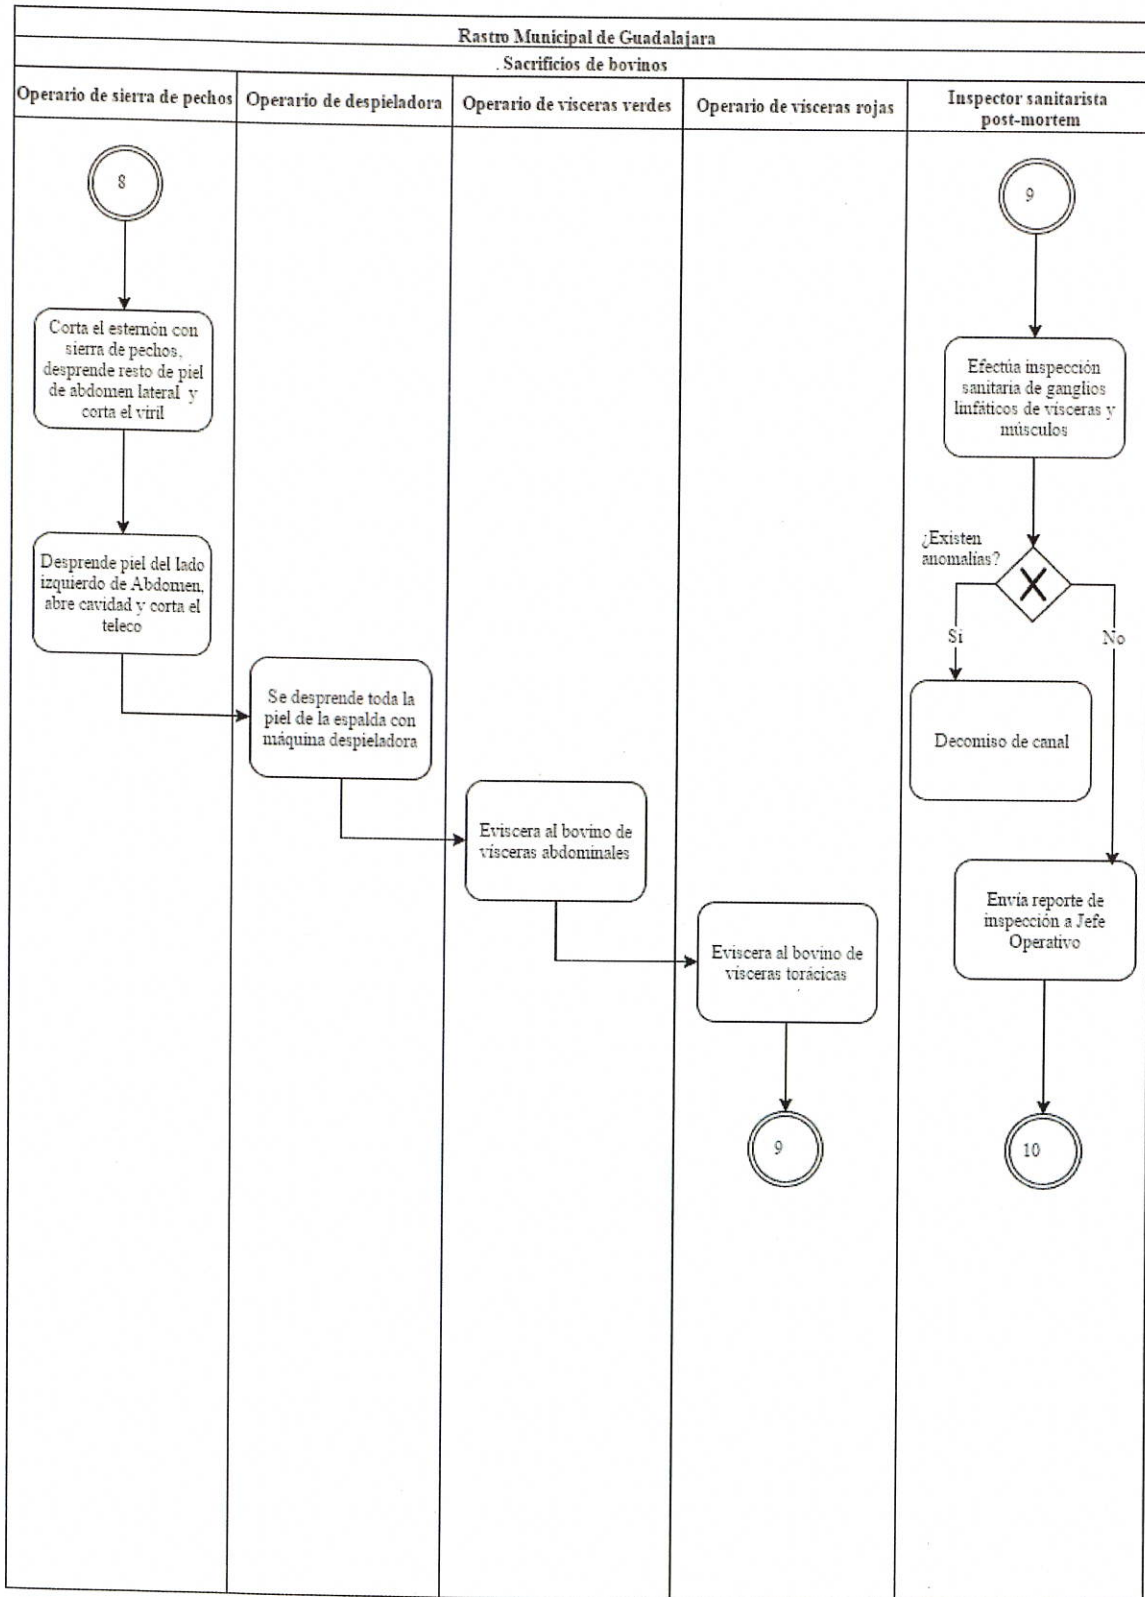 Rastro Municipal de Guadalajara
. Sacrificios de bovinos
Operario de sierra de pechos
Operario de despieladora
Operario de vísceras verdes
Operario de vísceras rojas
Inspector sanitarista
post-mortem
8
Corta el esternón con
sierra de pechos,
desprende resto de piel
de abdomen lateral y
corta el viril
Desprende piel del lado
izquierdo de Abdomen,
abre cavidad y corta el
teleco
Se desprende toda la
piel de la espalda con
máquina despieladora
Eviscera al bovino de
vísceras abdominales
Eviscera al bovino de
vísceras torácicas
9
9
Efectúa inspección
sanitaria de ganglios
linfáticos de vísceras y
músculos
¿Existen
anomalías?
Si
No
Decomiso de canal
Envía reporte de
inspección a Jefe
Operativo
10